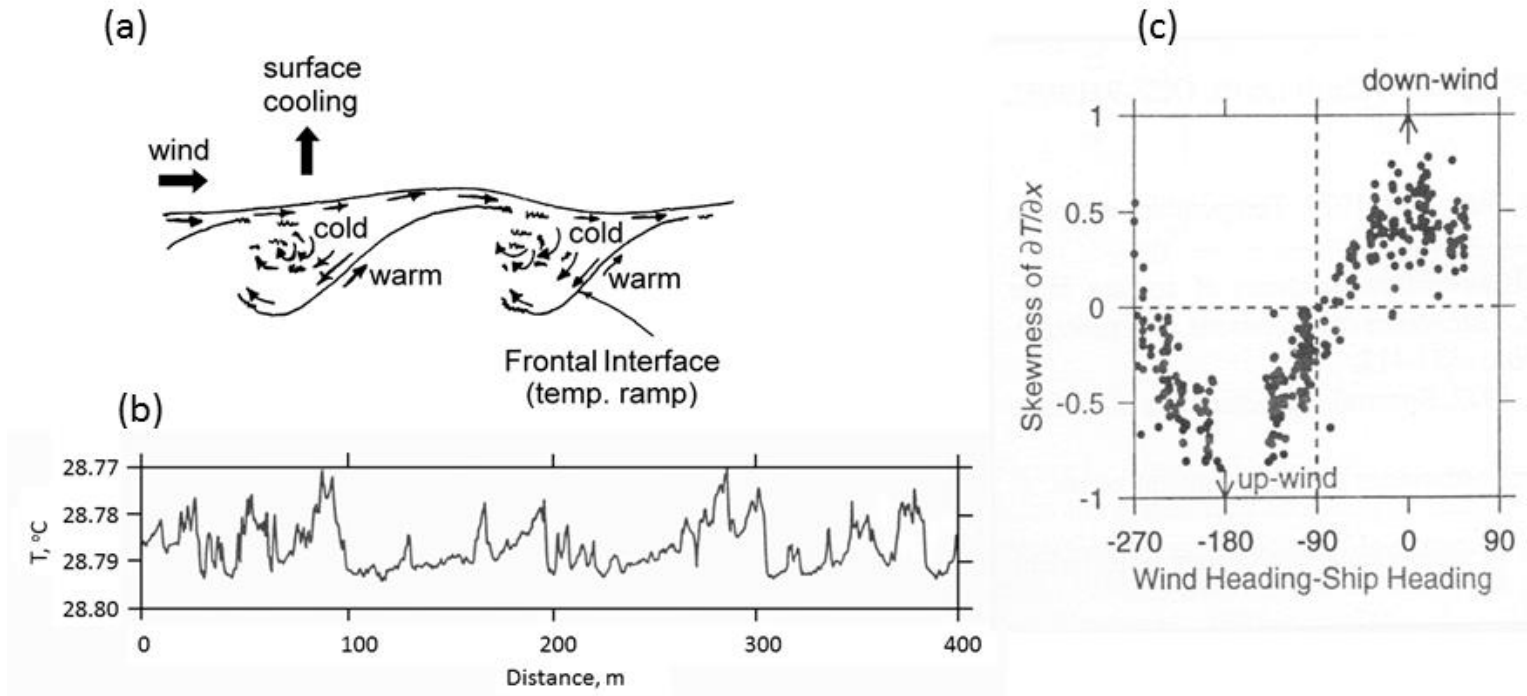 (a)
surface
cooling
wind
cold
warm
cold
warm
Frontal Interface
(temp. ramp)
(b)
28.77
28.78
28.79
28.80
T, °C
0
100
200
300
400
Distance, m
(c)
down-wind
1
0.5
0
-0.5
-1
Skewness of ∂T/∂x
up-wind
-270
-180
-90
0
90
Wind Heading-Ship Heading